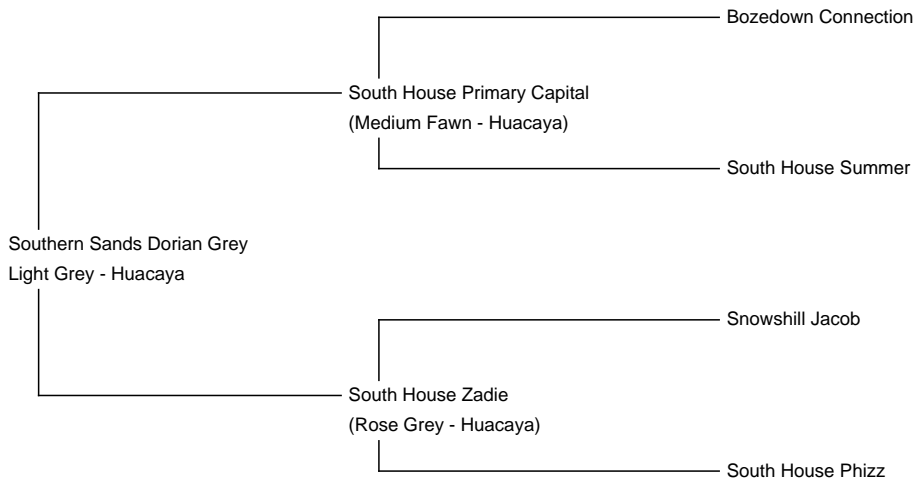 Bozedown Connection
South House Primary Capital
(Medium Fawn - Huacaya)
South House Summer
Southern Sands Dorian Grey
Light Grey - Huacaya
Snowshill Jacob
South House Zadie
(Rose Grey - Huacaya)
South House Phizz